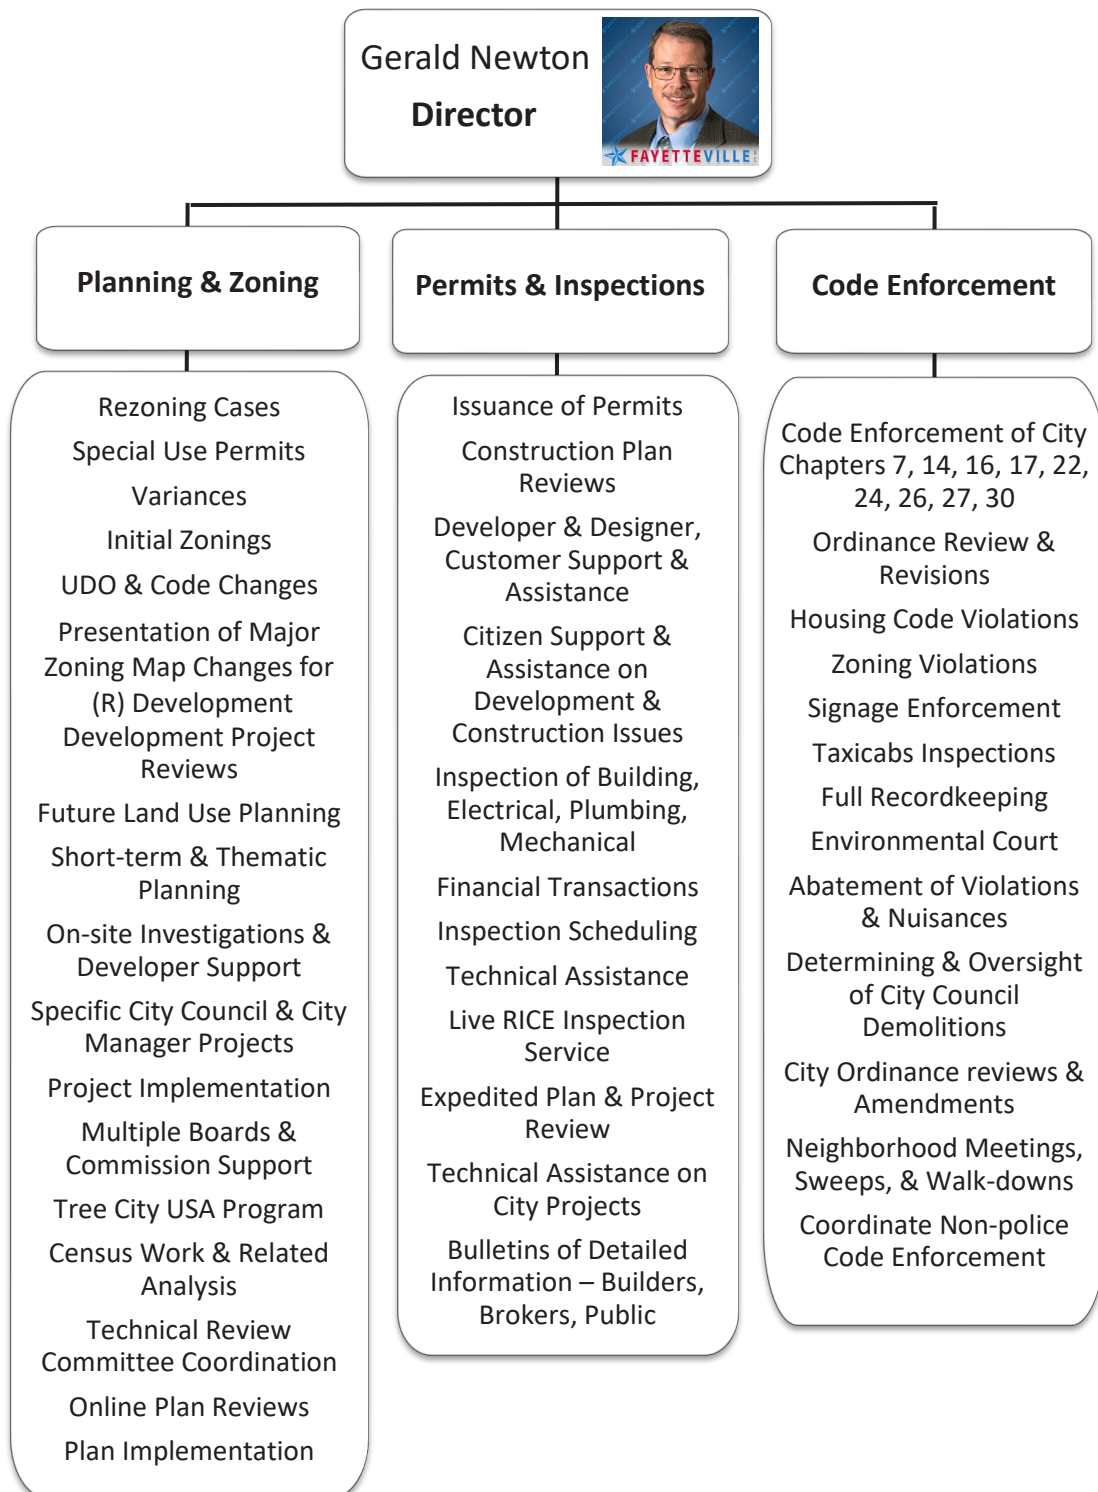 Gerald Newton
Director
FAYETTEVILLE
Planning & Zoning
Rezoning Cases
Special Use Permits
Variances
Initial Zonings
UDO & Code Changes
Presentation of Major
Zoning Map Changes for
(R) Development
Development Project
Reviews
Future Land Use Planning
Short-term & Thematic
Planning
On-site Investigations &
Developer Support
Specific City Council & City
Manager Projects
Project Implementation
Multiple Boards &
Commission Support
Tree City USA Program
Census Work & Related
Analysis
Technical Review
Committee Coordination
Online Plan Reviews
Plan Implementation
Permits & Inspections
Issuance of Permits
Construction Plan
Reviews
Developer & Designer,
Customer Support &
Assistance
Citizen Support &
Assistance on
Development &
Construction Issues
Inspection of Building,
Electrical, Plumbing,
Mechanical
Financial Transactions
Inspection Scheduling
Technical Assistance
Live RICE Inspection
Service
Expedited Plan & Project
Review
Technical Assistance on
City Projects
Bulletins of Detailed
Information – Builders,
Brokers, Public
Code Enforcement
Code Enforcement of City
Chapters 7, 14, 16, 17, 22,
24, 26, 27, 30
Ordinance Review &
Revisions
Housing Code Violations
Zoning Violations
Signage Enforcement
Taxicabs Inspections
Full Recordkeeping
Environmental Court
Abatement of Violations
& Nuisances
Determining & Oversight
of City Council
Demolitions
City Ordinance reviews &
Amendments
Neighborhood Meetings,
Sweeps, & Walk-downs
Coordinate Non-police
Code Enforcement